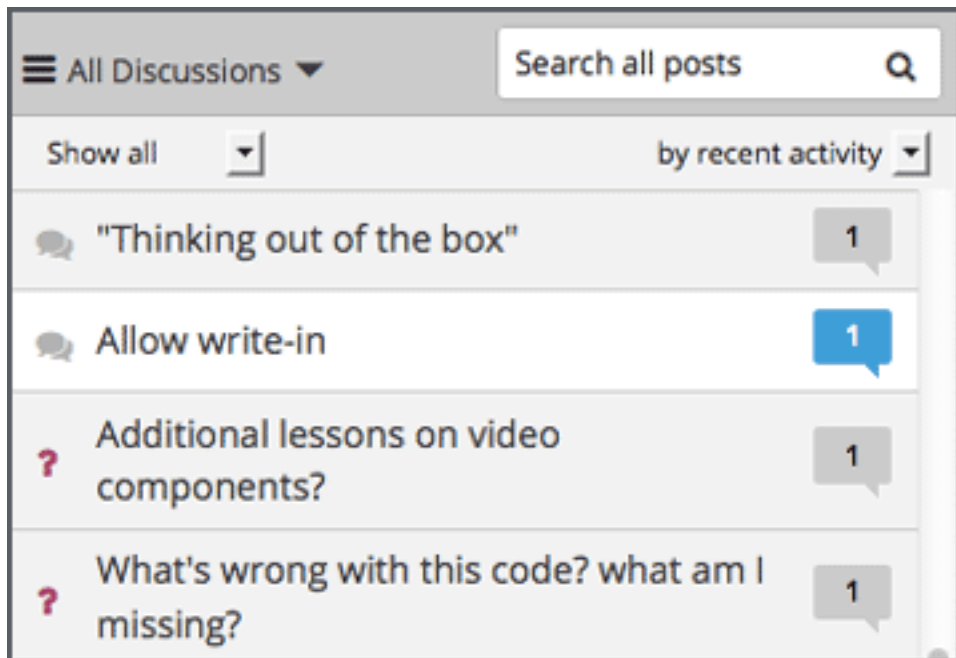 All Discussions
Search all posts
Show all
by recent activity
"Thinking out of the box"
1
Allow write-in
1
Additional lessons on video
components?
1
?
What's wrong with this code? what am I
missing?
1
?